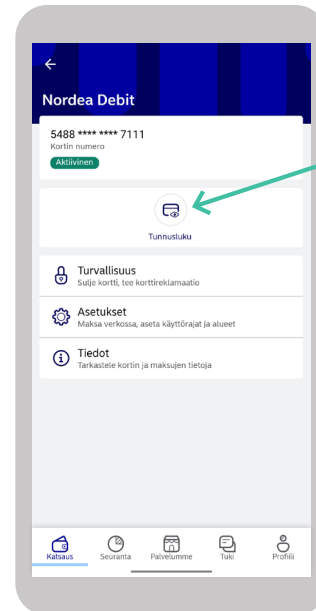 Nordea Debit
5488 **** **** 7111
Kortin numero
Aktiivinen
Tunnusluku
Turvallisuus
Sulje kortti, tee korttireklamaatio
Asetukset
Maksa verkossa, aseta käyttörajat ja alueet
Tiedot
Tarkastele kortin ja maksujen tietoja
Katsaus Seuranta Palvelumme Tuki Profiili